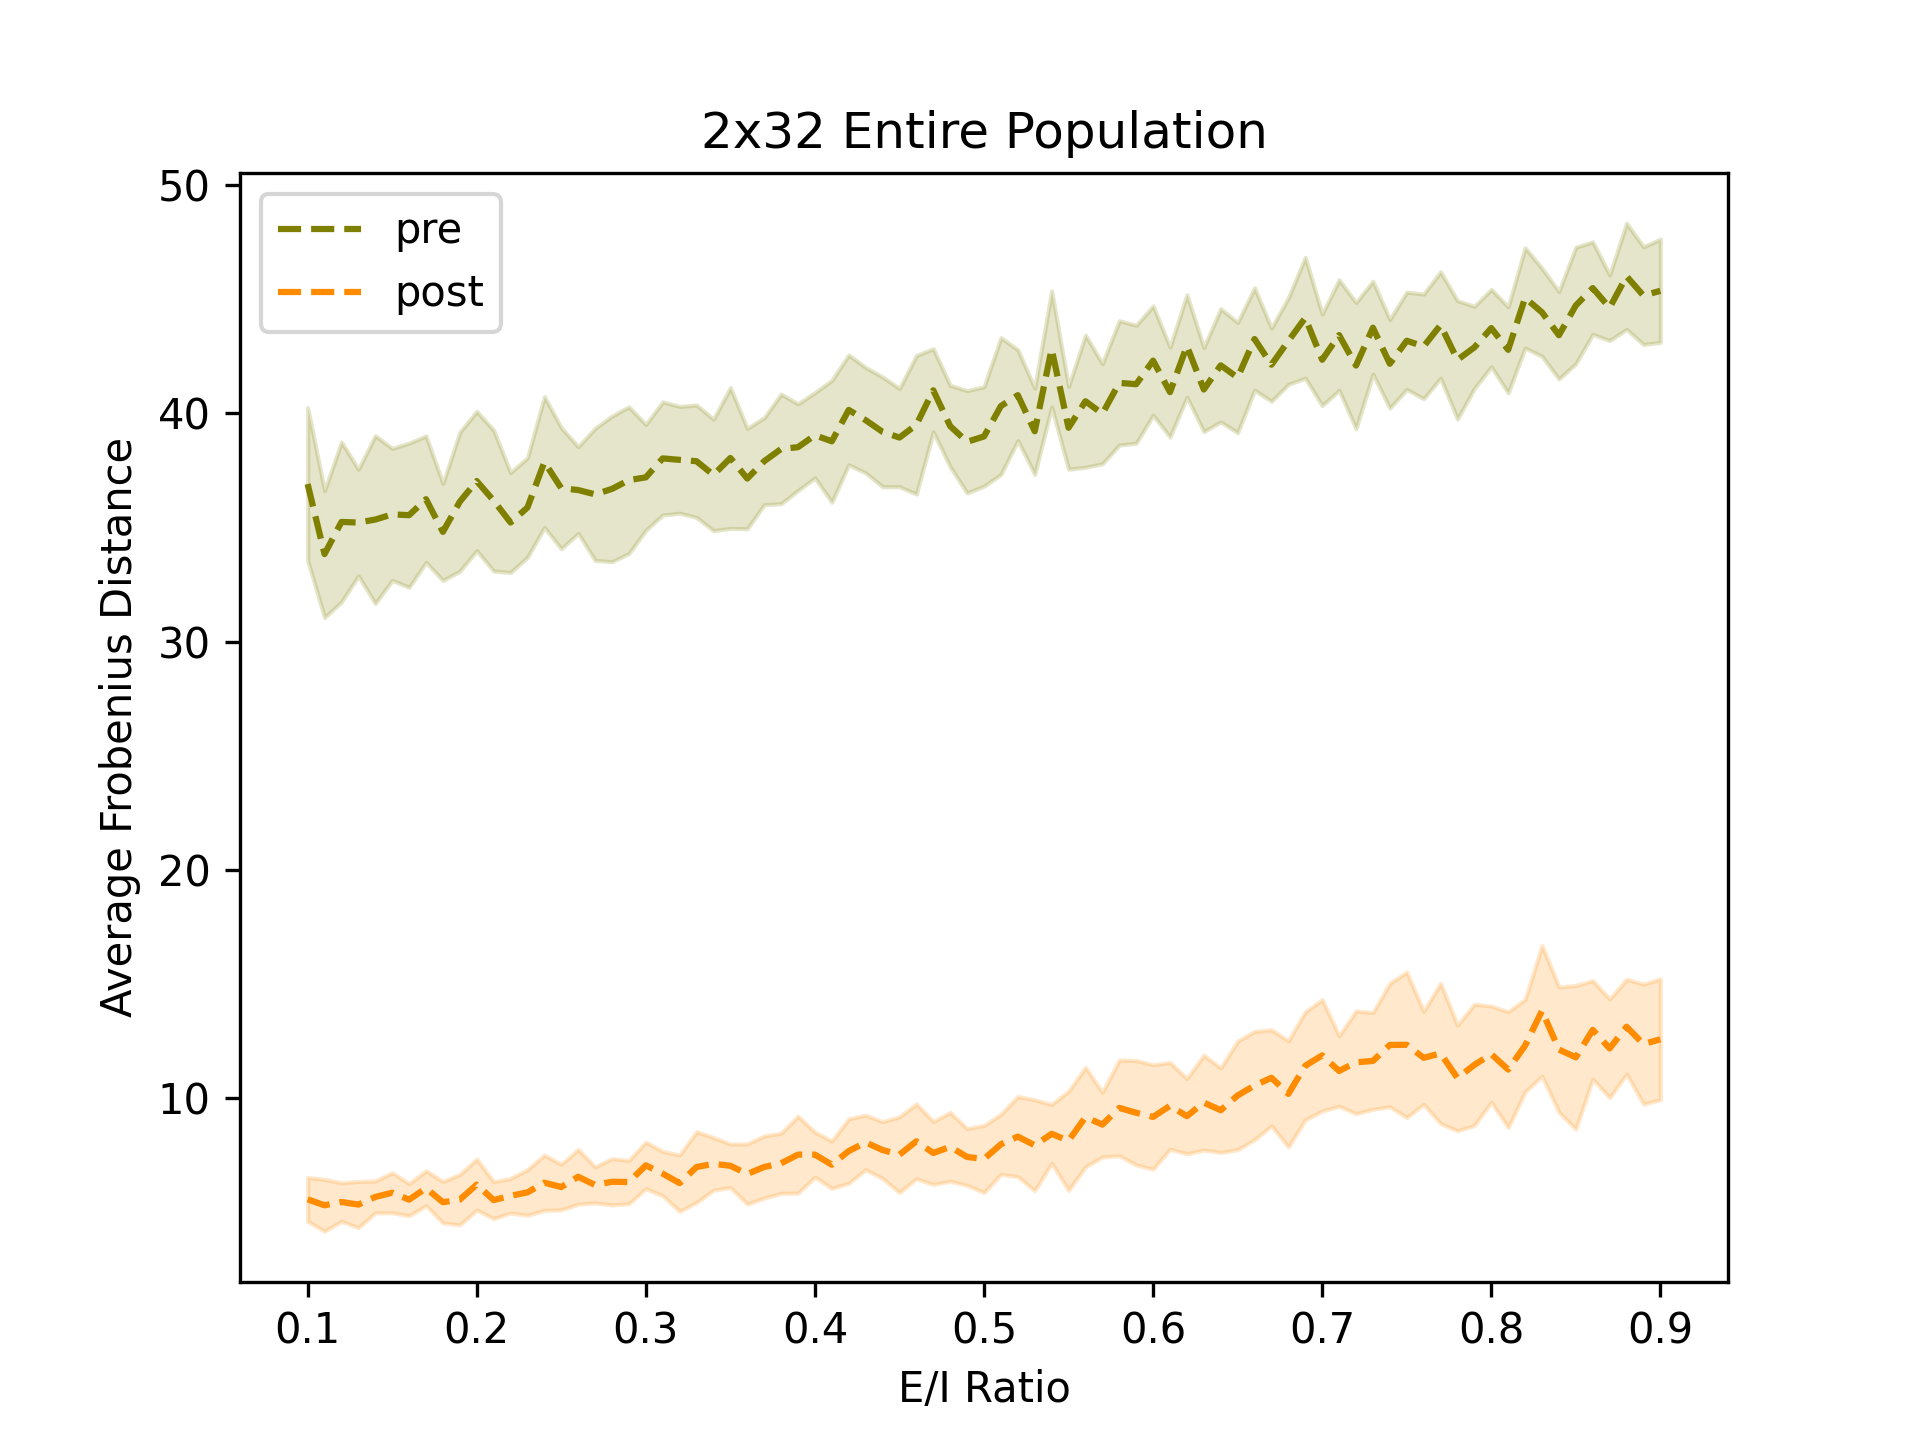 2x32 Entire Population
pre
post
Average Frobenius Distance
50
40
30
20
10
0.1 0.2 0.3 0.4 0.5 0.6 0.7 0.8 0.9
E/I Ratio